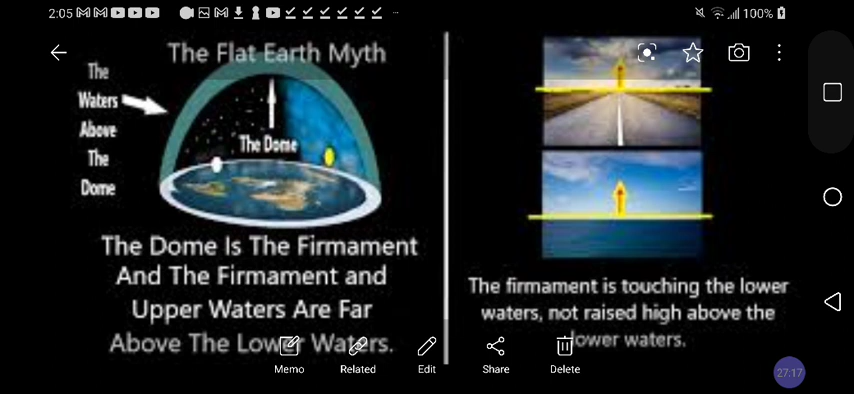 2:05
100%
The Flat Earth Myth
The
Waters
Above
The
Dome
The Dome
The Dome Is The Firmament
And The Firmament and
Upper Waters Are Far
Above The Lower Waters.
The firmament is touching the lower
waters, not raised high above the
lower waters.
Memo
Related
Edit
Share
Delete
27:17